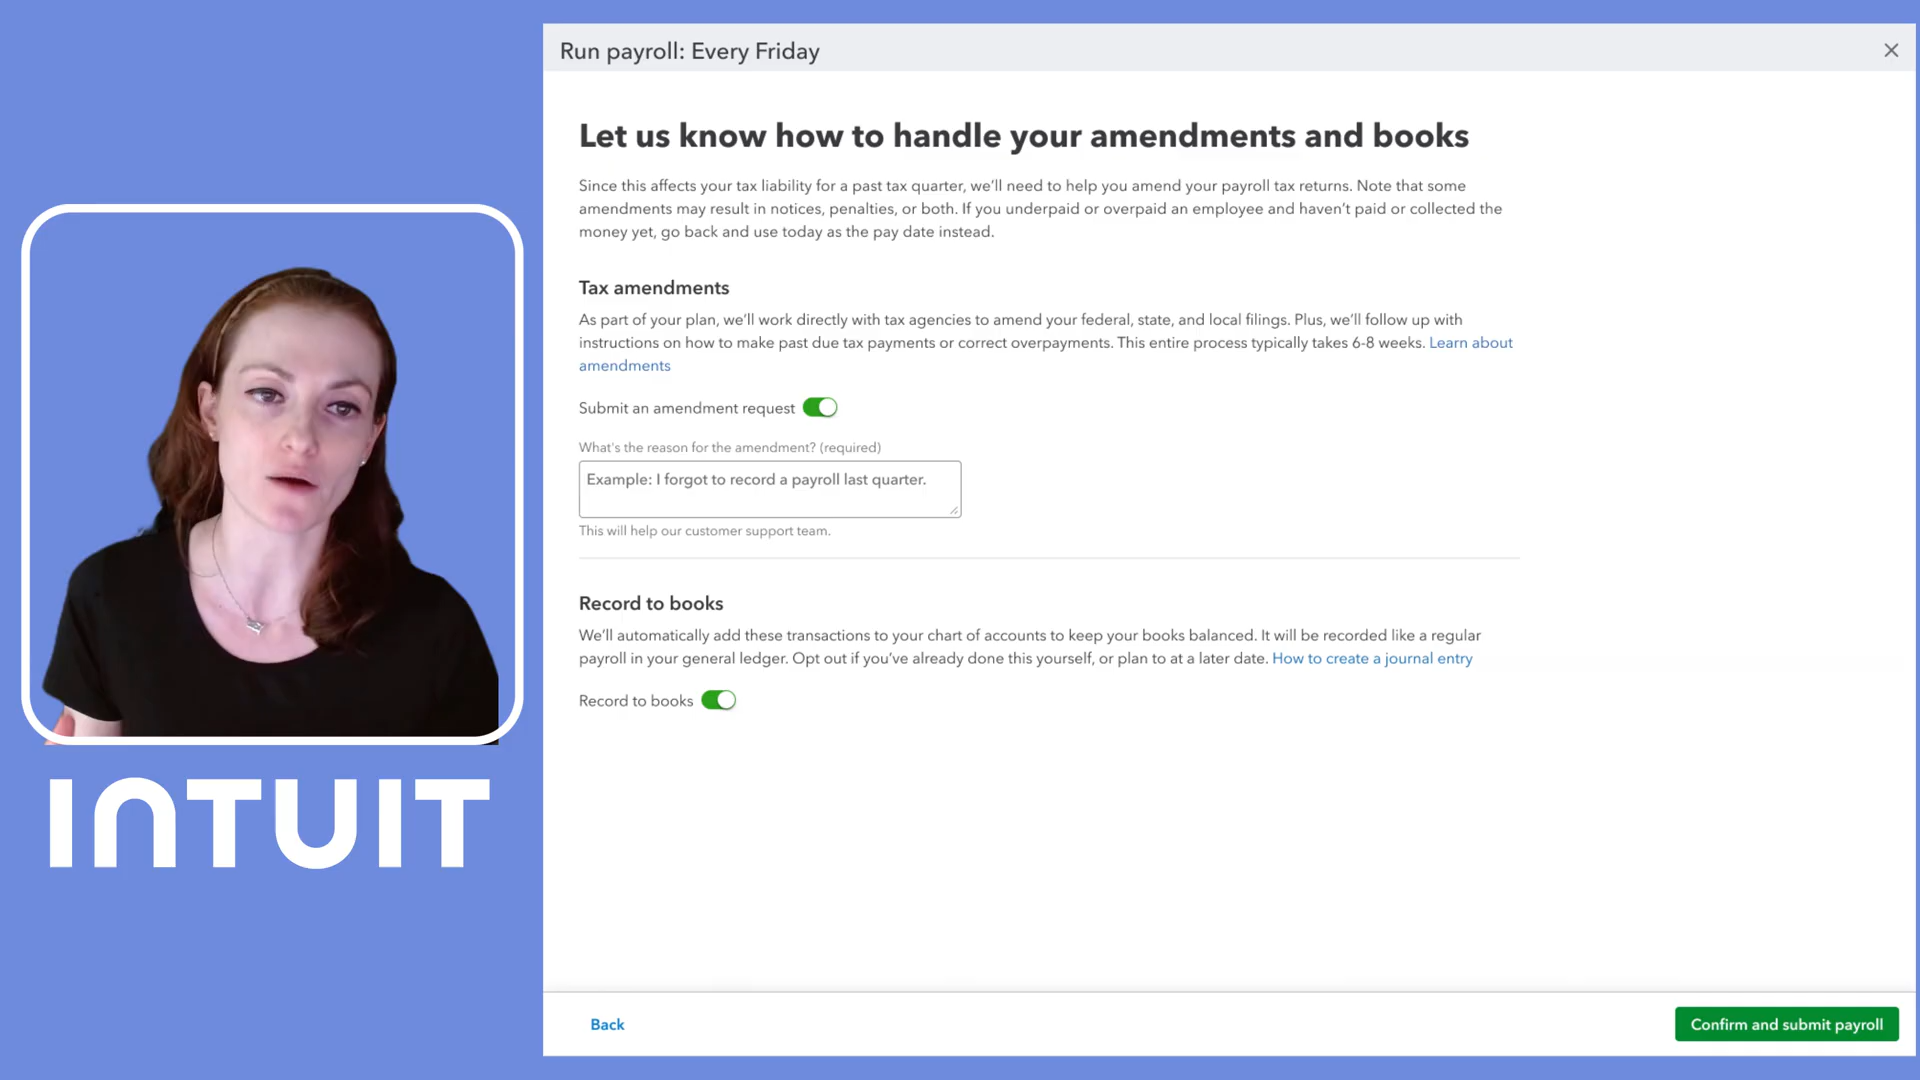 Run payroll: Every Friday
Let us know how to handle your amendments and books
Since this affects your tax liability for a past tax quarter, we'll need to help you amend your payroll tax returns. Note that some
amendments may result in notices, penalties, or both. If you underpaid or overpaid an employee and haven't paid or collected the
money yet, go back and use today as the pay date instead.
Tax amendments
As part of your plan, we'll work directly with tax agencies to amend your federal, state, and local filings. Plus, we'll follow up with
instructions on how to make past due tax payments or correct overpayments. This entire process typically takes 6-8 weeks. Learn about
amendments
Submit an amendment request
What's the reason for the amendment? (required)
Example: I forgot to record a payroll last quarter.
This will help our customer support team.
Record to books
We'll automatically add these transactions to your chart of accounts to keep your books balanced. It will be recorded like a regular
payroll in your general ledger. Opt out if you've already done this yourself, or plan to at a later date. How to create a journal entry
Record to books
INTUIT
Back
Confirm and submit payroll